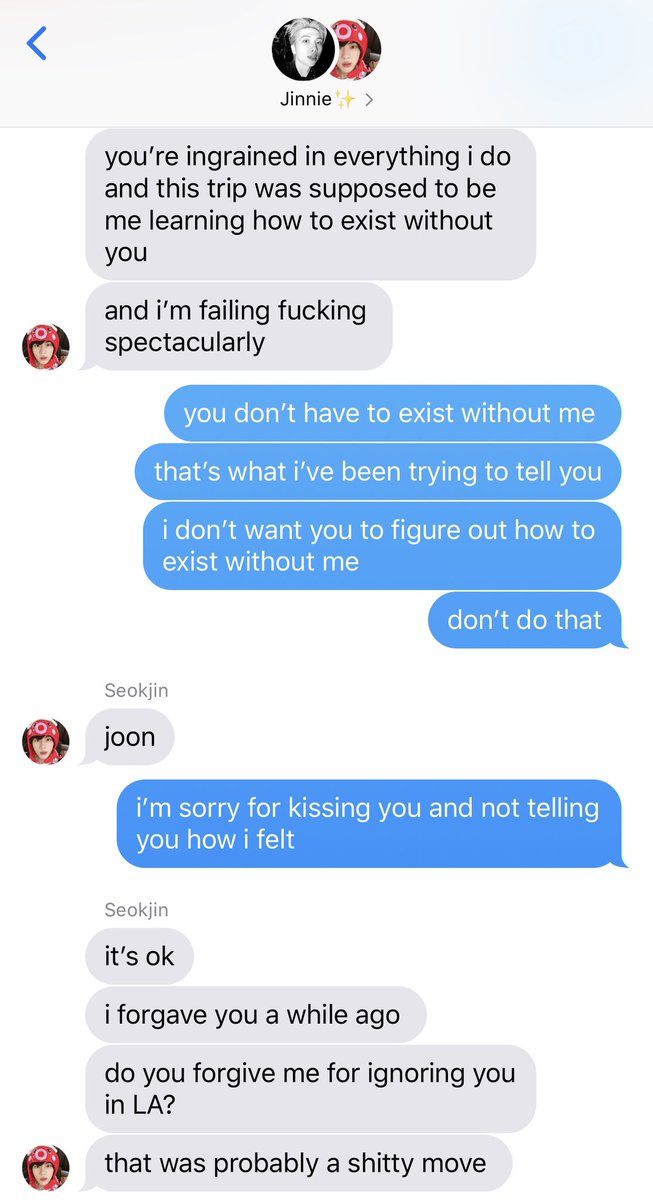 Jinnie✨
you’re ingrained in everything i do
and this trip was supposed to be
me learning how to exist without
you
and i’m failing fucking
spectacularly
you don’t have to exist without me
that’s what i’ve been trying to tell you
i don’t want you to figure out how to
exist without me
don’t do that
Seokjin
joon
i’m sorry for kissing you and not telling
you how i felt
Seokjin
it’s ok
i forgave you a while ago
do you forgive me for ignoring you
in LA?
that was probably a shitty move